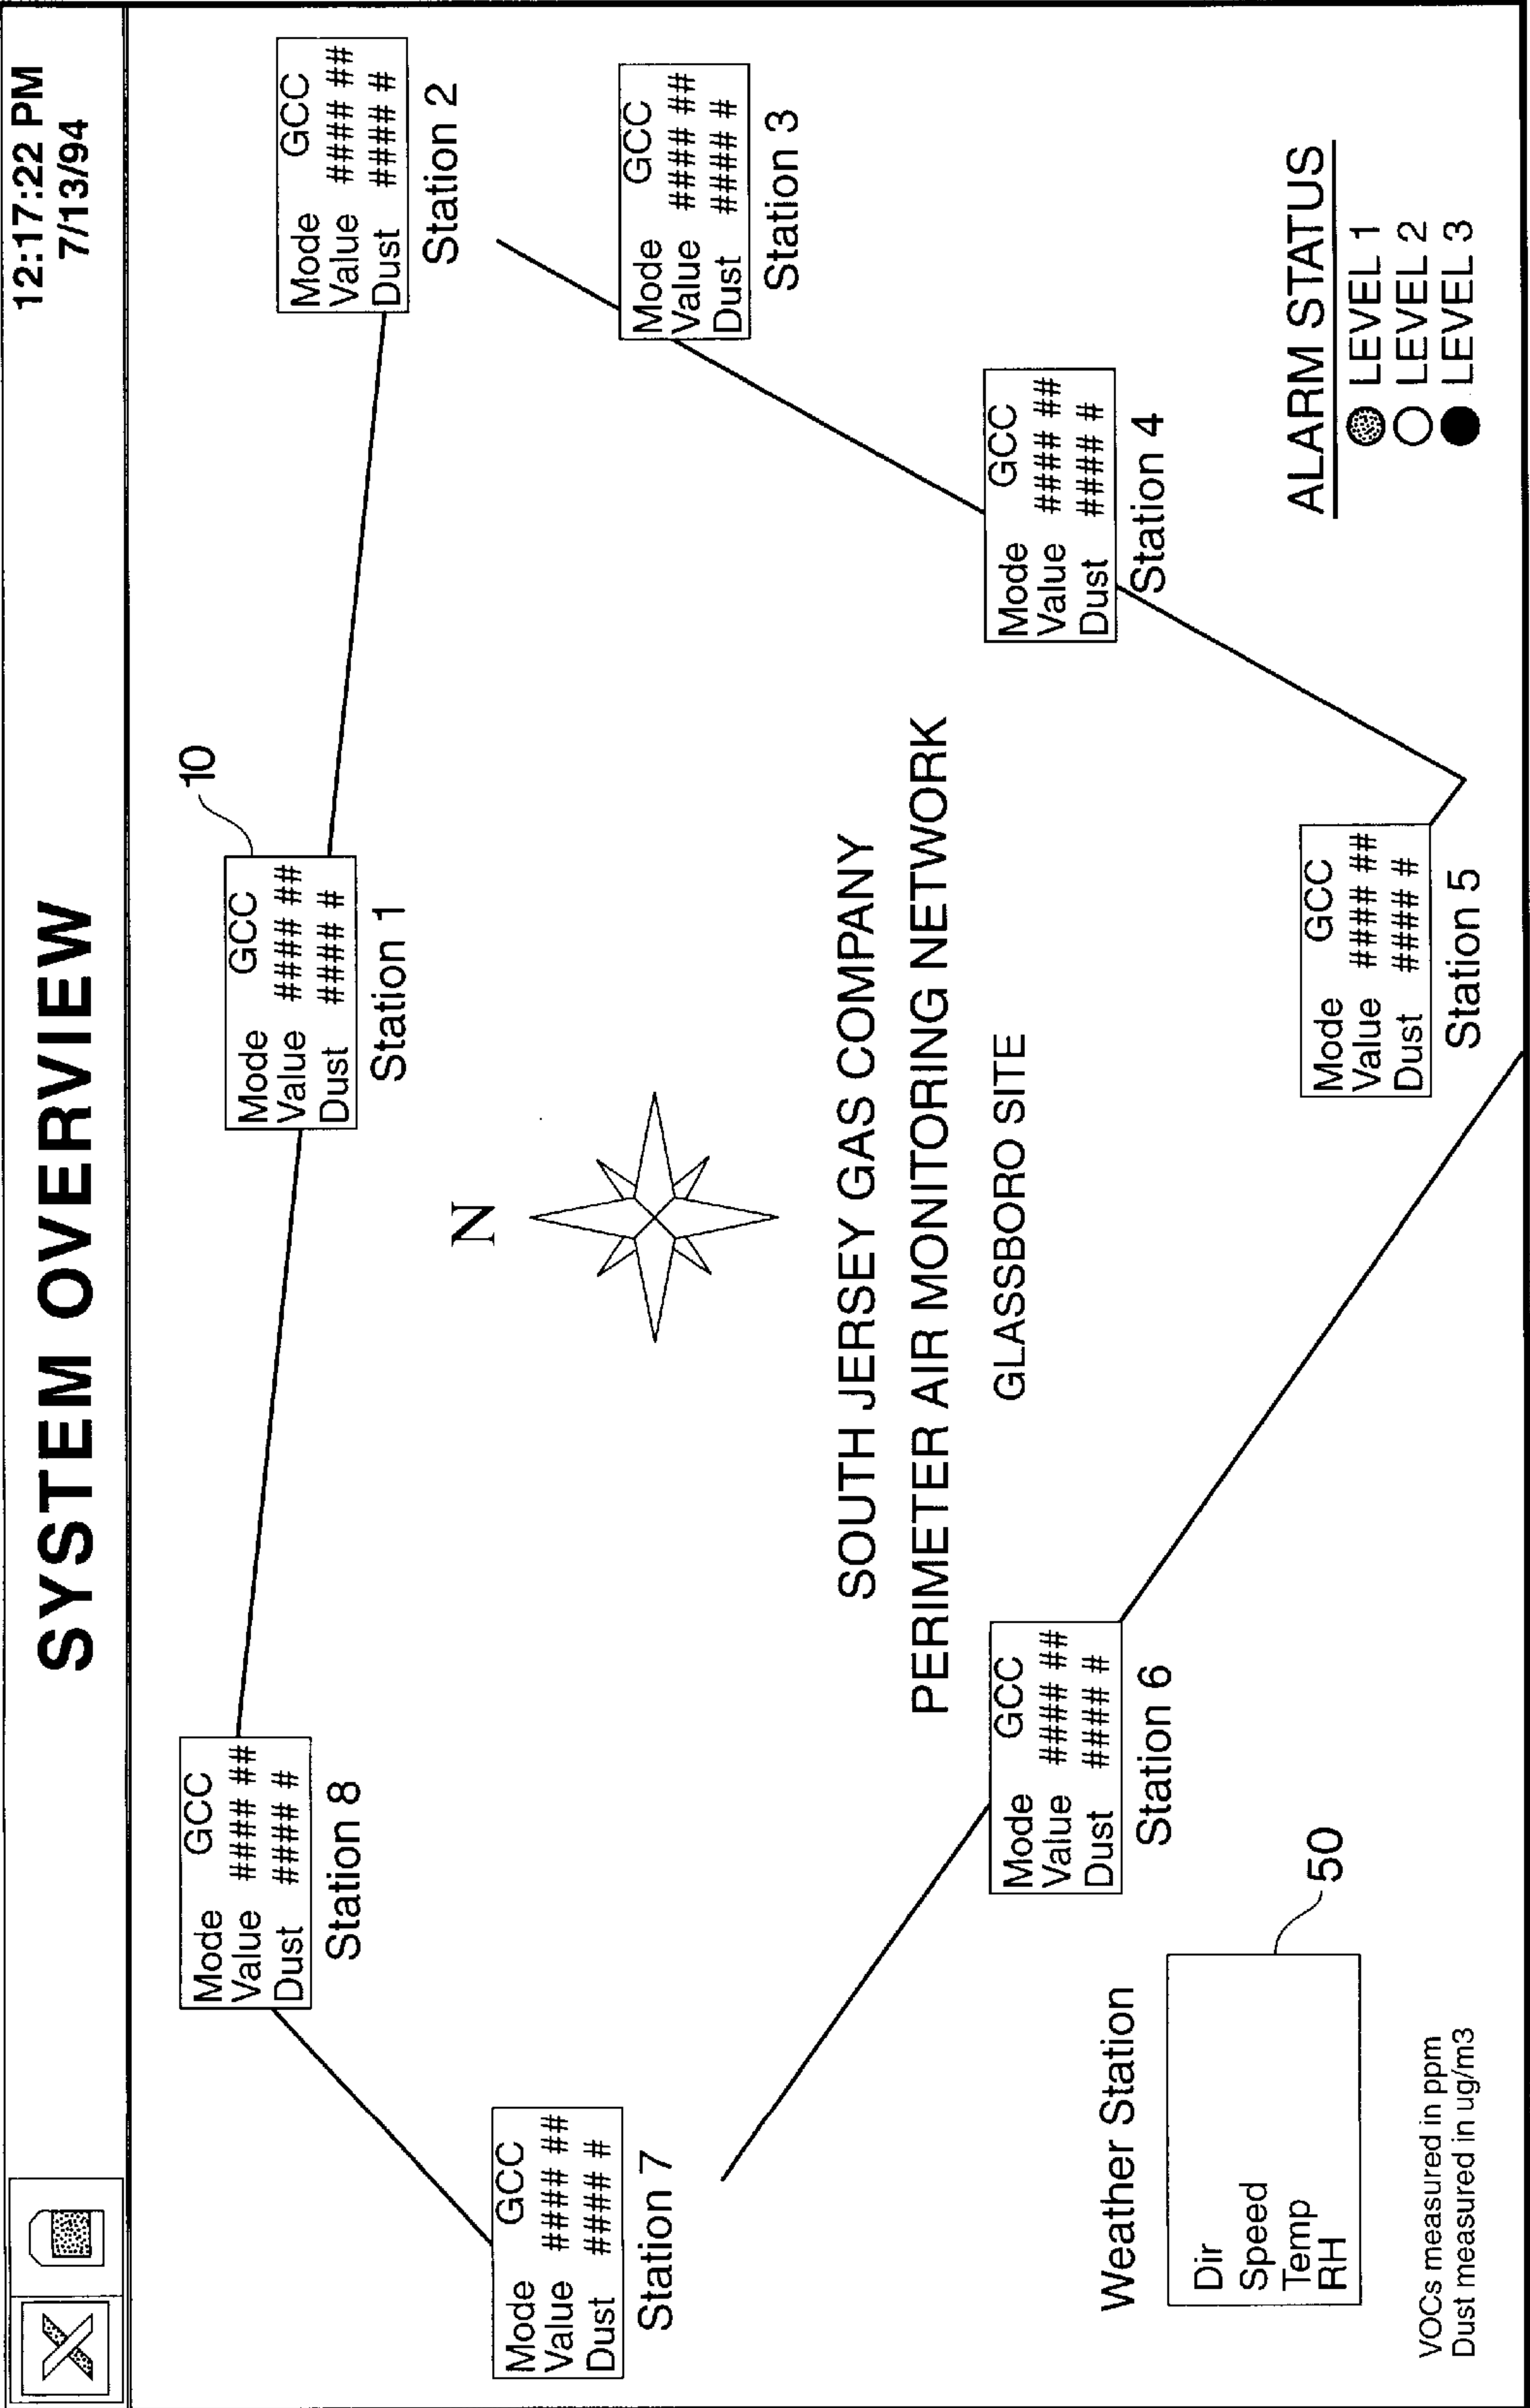 SYSTEM OVERVIEW
12:17:22 PM
7/13/94
Mode GCC
Value #### ##
Dust #### #
Station 8
10
Mode GCC
Value #### ##
Dust #### #
Station 1
Mode GCC
Value #### ##
Dust #### #
Station 2
Mode GCC
Value #### ##
Dust #### #
Station 7
N
Mode GCC
Value #### ##
Dust #### #
Station 3
SOUTH JERSEY GAS COMPANY
PERIMETER AIR MONITORING NETWORK
GLASSBORO SITE
Mode GCC
Value #### ##
Dust #### #
Station 6
Mode GCC
Value #### ##
Dust #### #
Station 4
Weather Station
Dir
Speed
Temp
RH
50
Mode GCC
Value #### ##
Dust #### #
Station 5
ALARM STATUS
LEVEL 1
LEVEL 2
LEVEL 3
VOCs measured in ppm
Dust measured in ug/m3